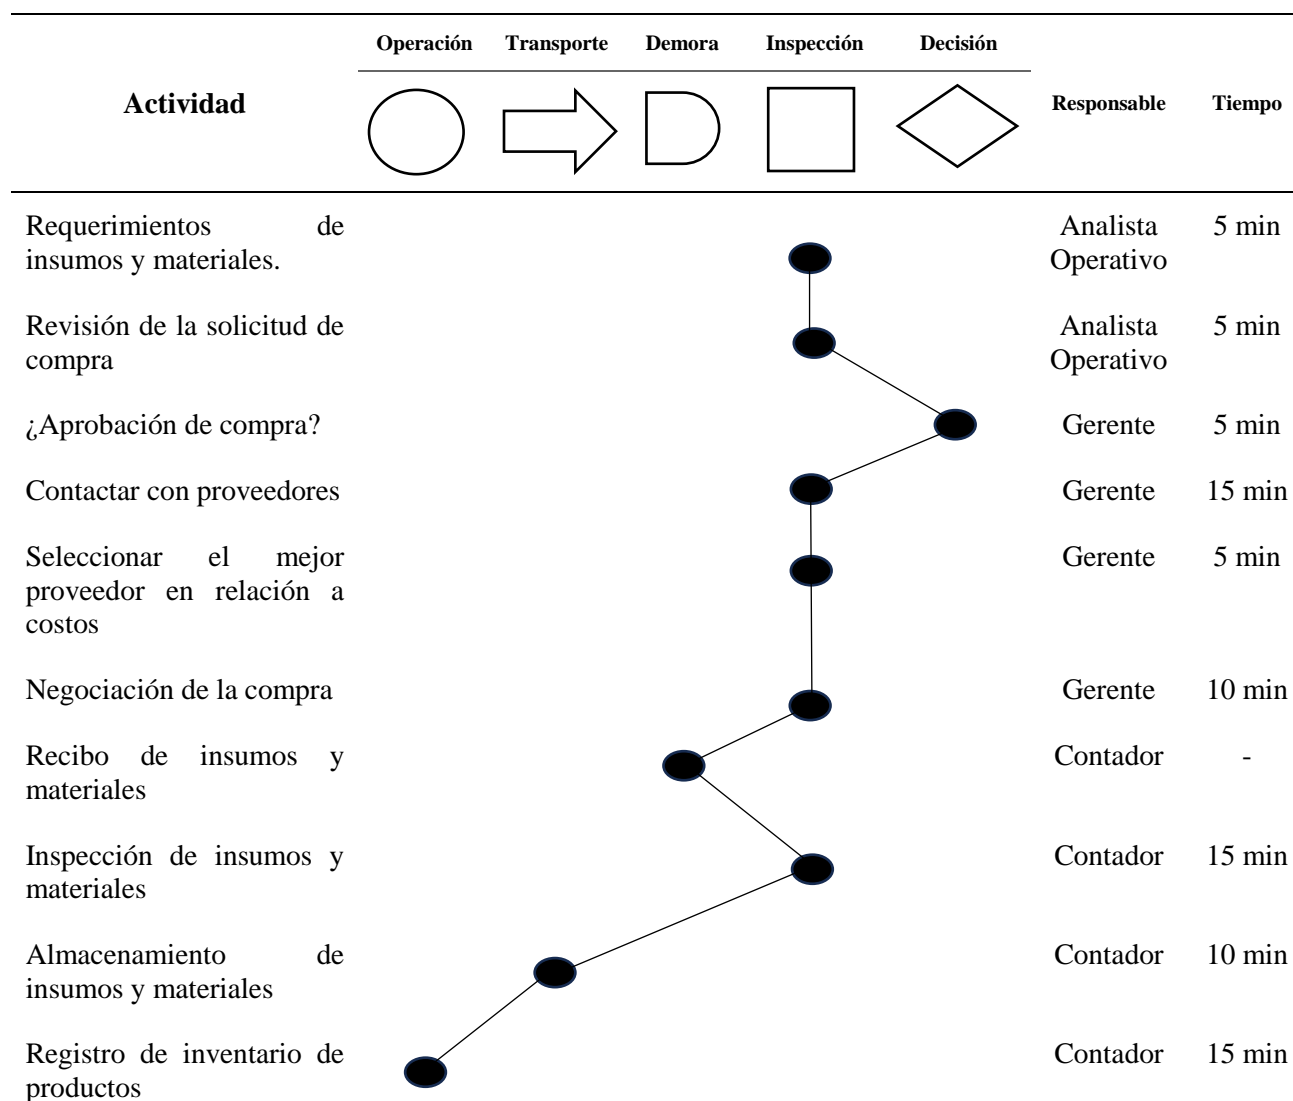 Operación Transporte Demora Inspección Decisión
Actividad Responsable Tiempo
Requerimientos de Analista 5 min
insumos y materiales. Operativo
Revisión de la solicitud de Analista 5 min
compra Operativo
¿Aprobación de compra? Gerente 5 min
Contactar con proveedores Gerente 15 min
Seleccionar el mejor Gerente 5 min
proveedor en relación a
costos
Negociación de la compra Gerente 10 min
Recibo de insumos y Contador -
materiales
Inspección de insumos y Contador 15 min
materiales
Almacenamiento de Contador 10 min
insumos y materiales
Registro de inventario de Contador 15 min
productos